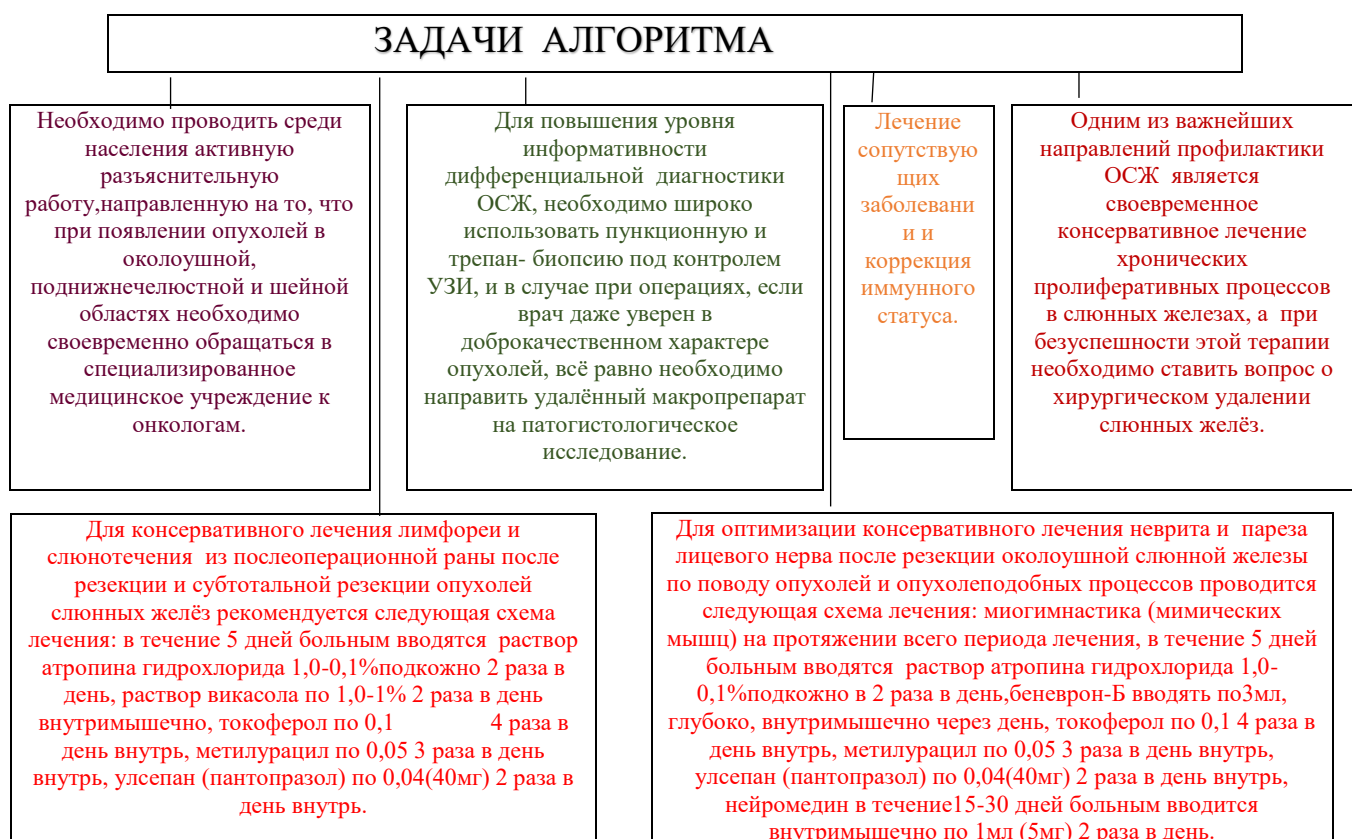 ЗАДАЧИ АЛГОРИТМА
Необходимо проводить среди
населения активную
разъяснительную
работу,направленную на то, что
при появлении опухолей в
околоушной,
поднижнечелюстной и шейной
областях необходимо
своевременно обращаться в
специализированное
медицинское учреждение к
онкологам.
Для повышения уровня
информативности
дифференциальной диагностики
ОСЖ, необходимо широко
использовать пункционную и
трепан- биопсию под контролем
УЗИ, и в случае при операциях, если
врач даже уверен в
доброкачественном характере
опухолей, всё равно необходимо
направить удалённый макропрепарат
на патогистологическое
исследование.
Лечение
сопутствую
щих
заболевани
и и
коррекция
иммунного
статуса.
Одним из важнейших
направлений профилактики
ОСЖ является
своевременное
консервативное лечение
хронических
пролиферативных процессов
в слюнных железах, а при
безуспешности этой терапии
необходимо ставить вопрос о
хирургическом удалении
слюнных желёз.
Для консервативного лечения лимфореи и
слюнотечения из послеоперационной раны после
резекции и субтотальной резекции опухолей
слюнных желёз рекомендуется следующая схема
лечения: в течение 5 дней больным вводятся раствор
атропина гидрохлорида 1,0-0,1%подкожно 2 раза в
день, раствор викасола по 1,0-1% 2 раза в день
внутримышечно, токоферол по 0,1 4 раза в
день внутрь, метилурацил по 0,05 3 раза в день
внутрь, улсепан (пантопразол) по 0,04(40мг) 2 раза в
день внутрь.
Для оптимизации консервативного лечения неврита и пареза
лицевого нерва после резекции околоушной слюнной железы
по поводу опухолей и опухолеподобных процессов проводится
следующая схема лечения: миогимнастика (мимических
мышц) на протяжении всего периода лечения, в течение 5 дней
больным вводятся раствор атропина гидрохлорида 1,0-
0,1%подкожно в 2 раза в день,беневрон-Б вводять по3мл,
глубоко, внутримышечно через день, токоферол по 0,1 4 раза в
день внутрь, метилурацил по 0,05 3 раза в день внутрь,
улсепан (пантопразол) по 0,04(40мг) 2 раза в день внутрь,
нейромедин в течение15-30 дней больным вводится
внутримышечно по 1мл (5мг) 2 раза в день.